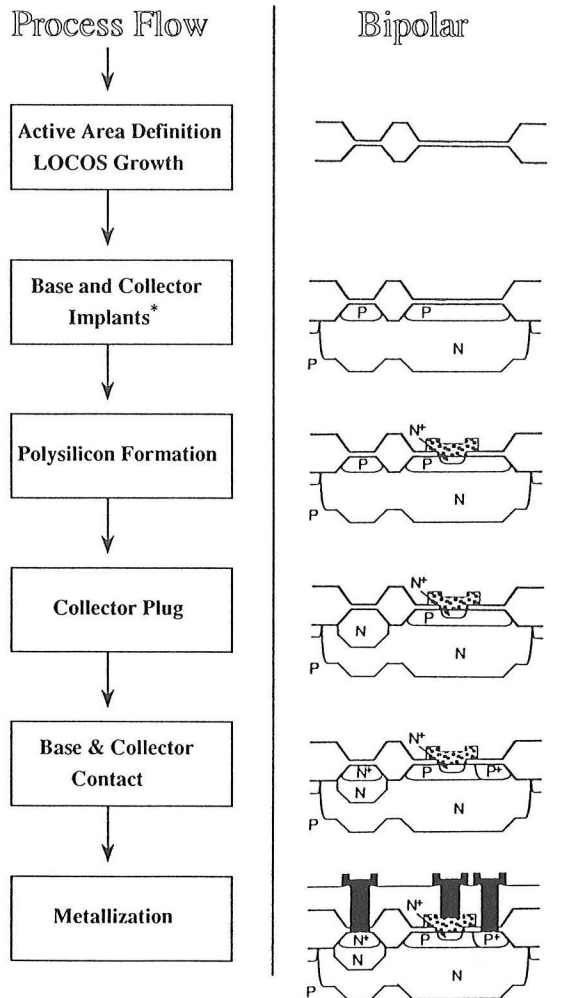 Process Flow
Bipolar
Active Area Definition
LOCOS Growth
Base and Collector
Implants*
P
P
N
P
Polysilicon Formation
N+
P
P
N
P
Collector Plug
N+
P
N
N
P
Base & Collector
Contact
N+
N+
P
P+
N
N
P
Metallization
N+
N+
P
P+
N
N